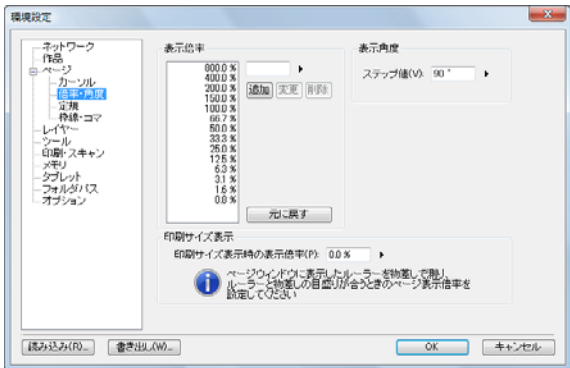 環境設定
ネットワーク
作品
ページ
カーソル
倍率・角度
定規
枠線・コマ
レイヤー
ツール
印刷・スキャン
メモリ
タブレット
フォルダパス
オプション
表示倍率
800.0 %
400.0 %
200.0 %
150.0 %
100.0 %
66.7 %
50.0 %
33.3 %
25.0 %
12.5 %
6.3 %
3.1 %
1.6 %
0.8 %
追加 変更 削除
元に戻す
表示角度
ステップ値(V): 90 °
印刷サイズ表示
印刷サイズ表示時の表示倍率(P): 0.0 %
ページウィンドウに表示したルーラーを物差しで測り、
ルーラーと物差しの目盛りが合うときのページ表示倍率を
設定してください
読み込み(R)...
書き出し(W)...
OK
キャンセル